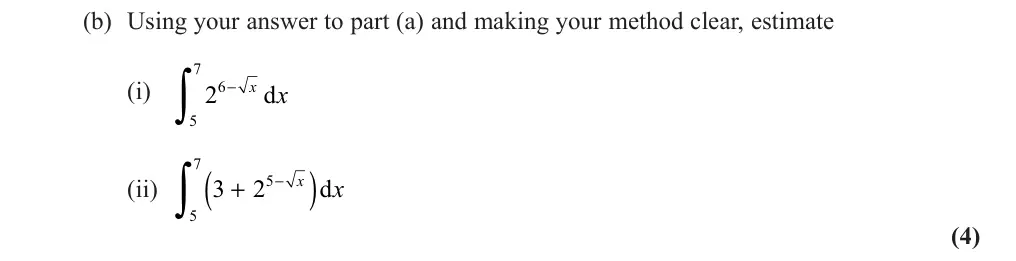 (b) Using your answer to part (a) and making your method clear, estimate
(i) ∫₅⁷ 2^(6−√x) dx
(ii) ∫₅⁷ (3 + 2^(5−√x)) dx
(4)